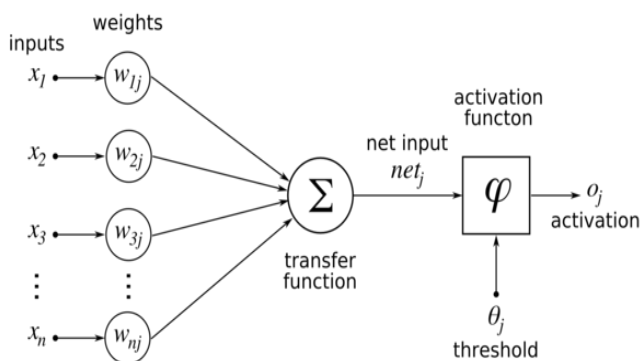 inputs
weights
x1
w1j
x2
w2j
x3
w3j
⋮
⋮
xn
wnj
Σ
transfer
function
net input
netj
activation
functon
φ
oj
activation
θj
threshold